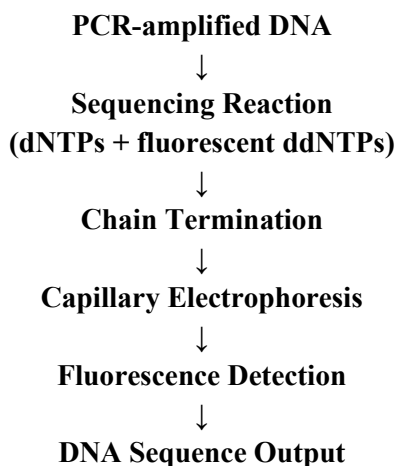 PCR-amplified DNA
↓
Sequencing Reaction
(dNTPs + fluorescent ddNTPs)
↓
Chain Termination
↓
Capillary Electrophoresis
↓
Fluorescence Detection
↓
DNA Sequence Output